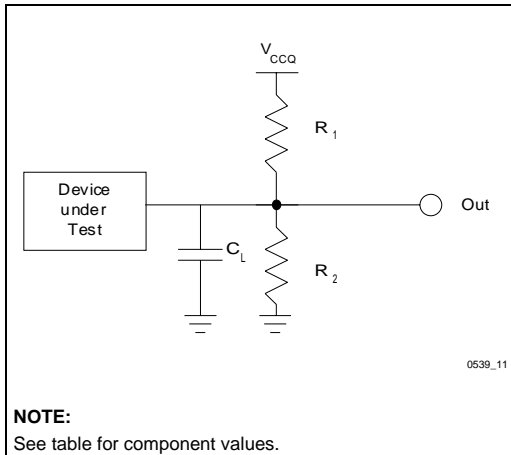 V CCQ
R 1
Device
under
Test
Out
C L
R 2
0539_11
NOTE:
See table for component values.